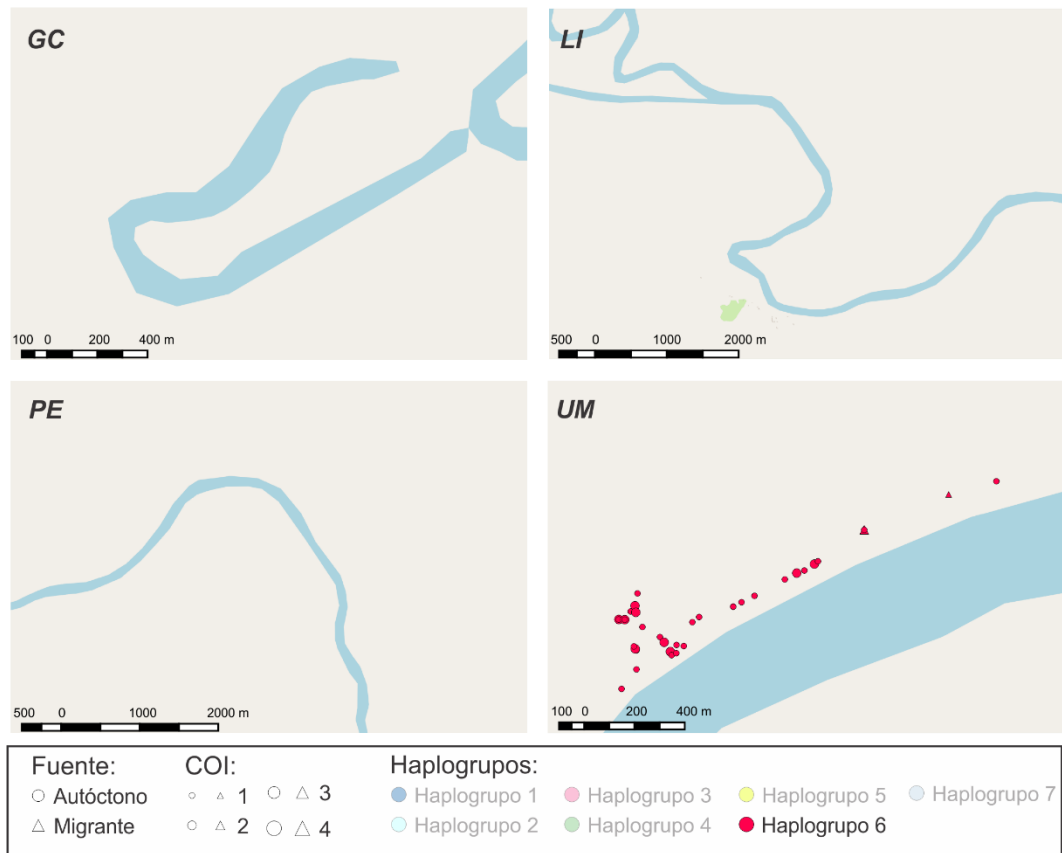 GC
LI
100 0 200 400 m
500 0 1000 2000 m
PE
UM
500 0 1000 2000 m
100 0 200 400 m
Fuente: COI: Haplogrupos:
Autóctono 1 3 Haplogrupo 1 Haplogrupo 3 Haplogrupo 5 Haplogrupo 7
Migrante 2 4 Haplogrupo 2 Haplogrupo 4 Haplogrupo 6